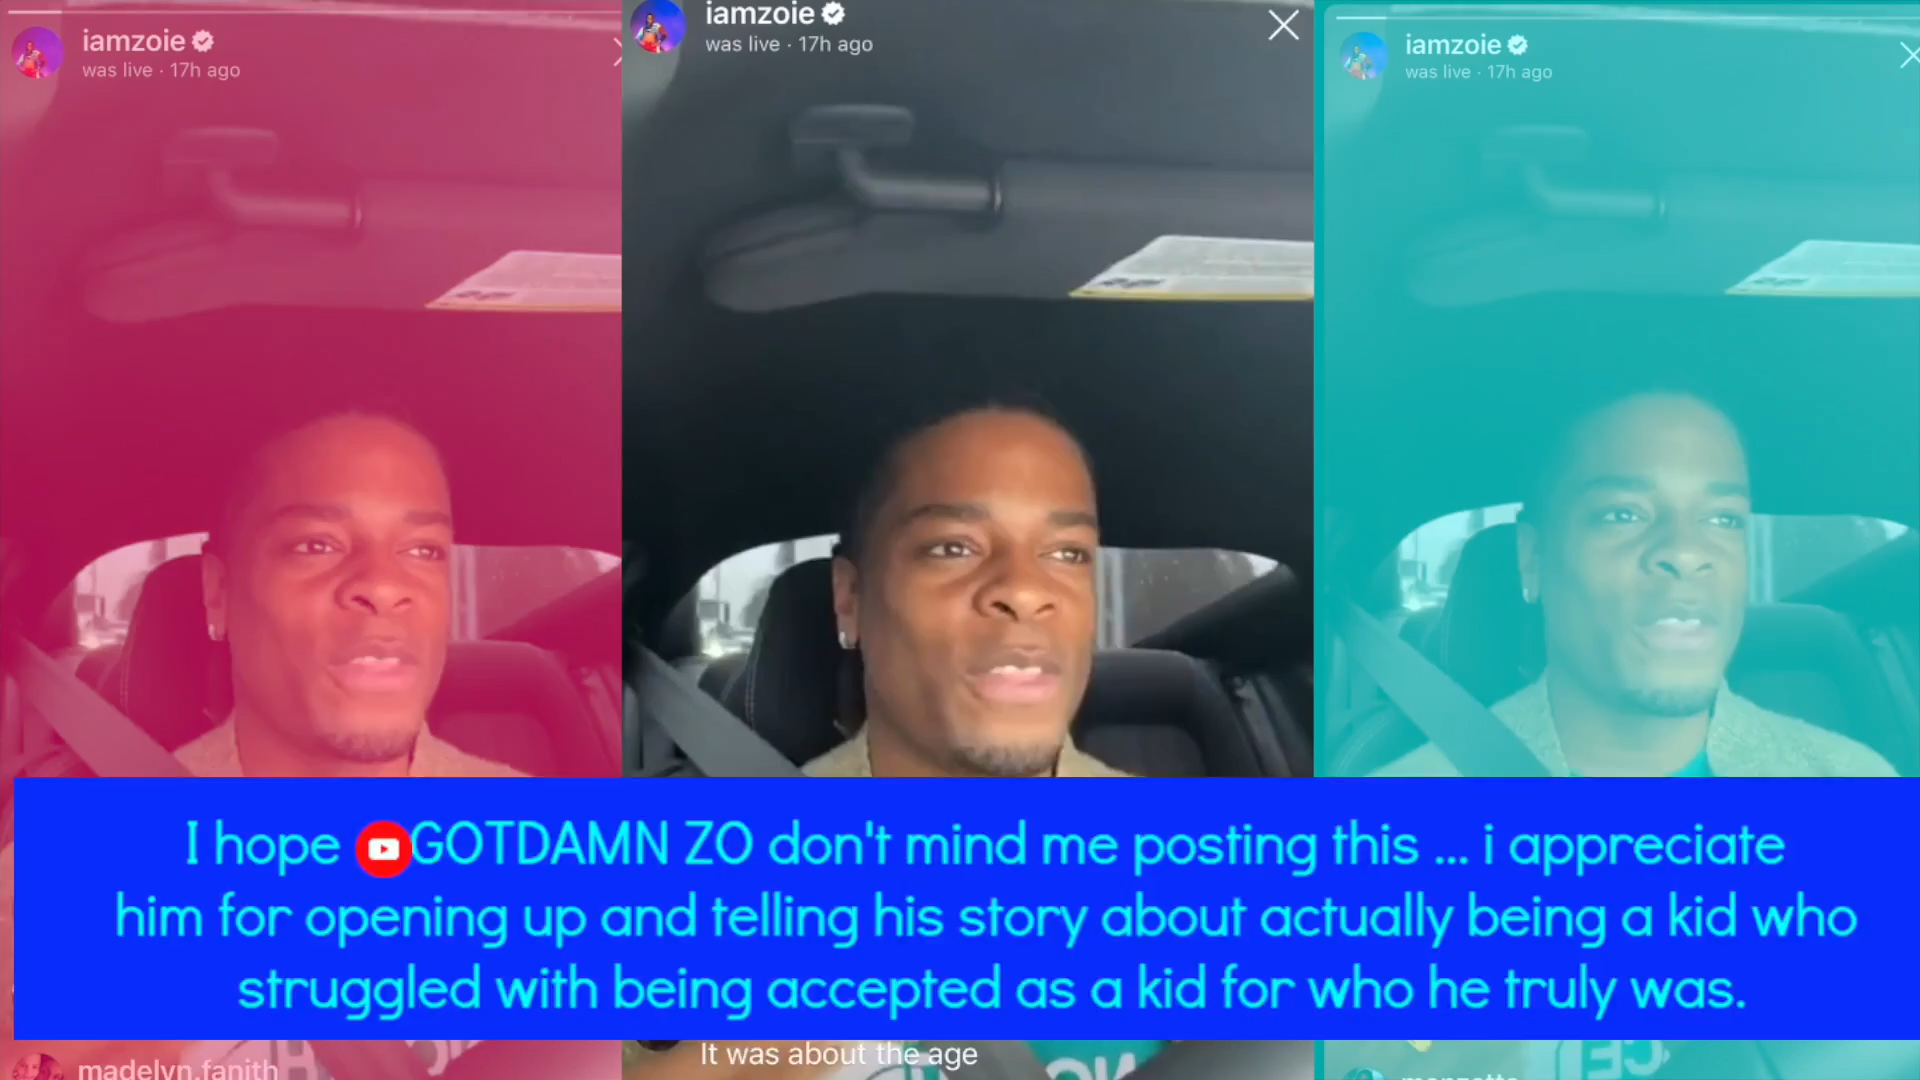 iamzoie
was live · 17h ago
iamzoie
was live · 17h ago
iamzoie
was live · 17h ago
I hope GOTDAMN ZO don't mind me posting this ... i appreciate
him for opening up and telling his story about actually being a kid who
struggled with being accepted as a kid for who he truly was.
madelyn.fanith
It was about the age